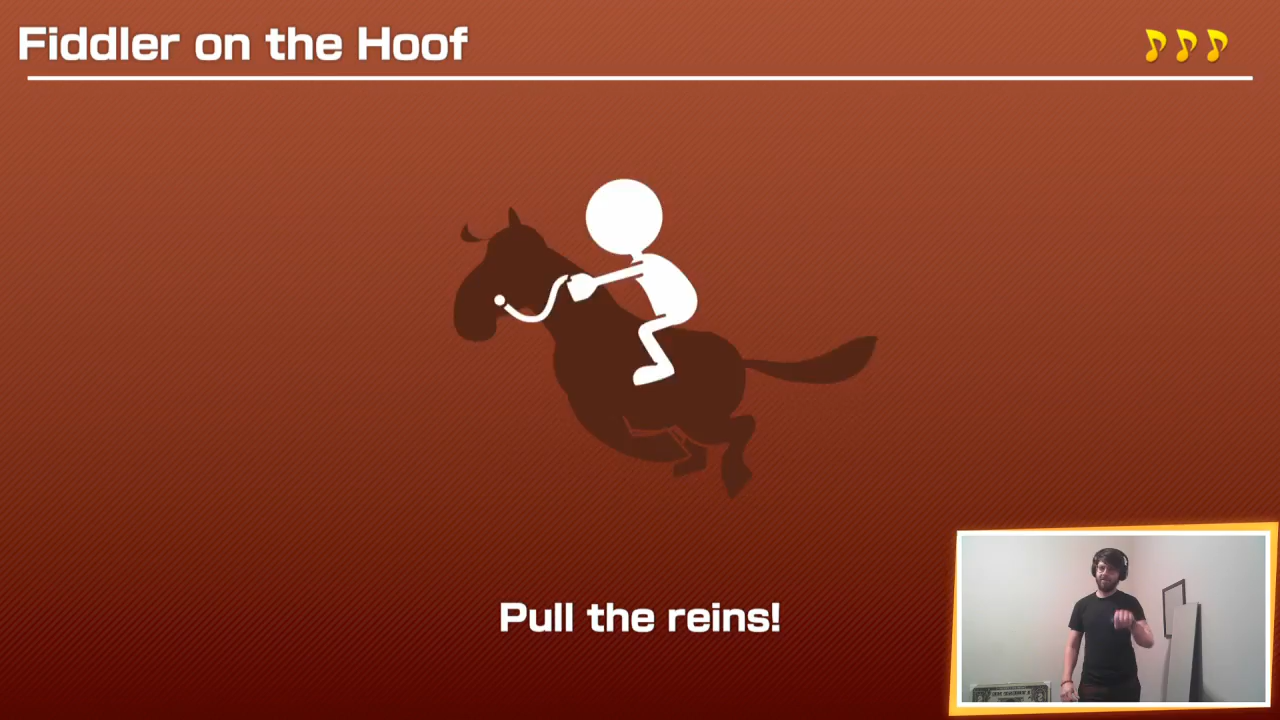 Fiddler on the Hoof
Pull the reins!